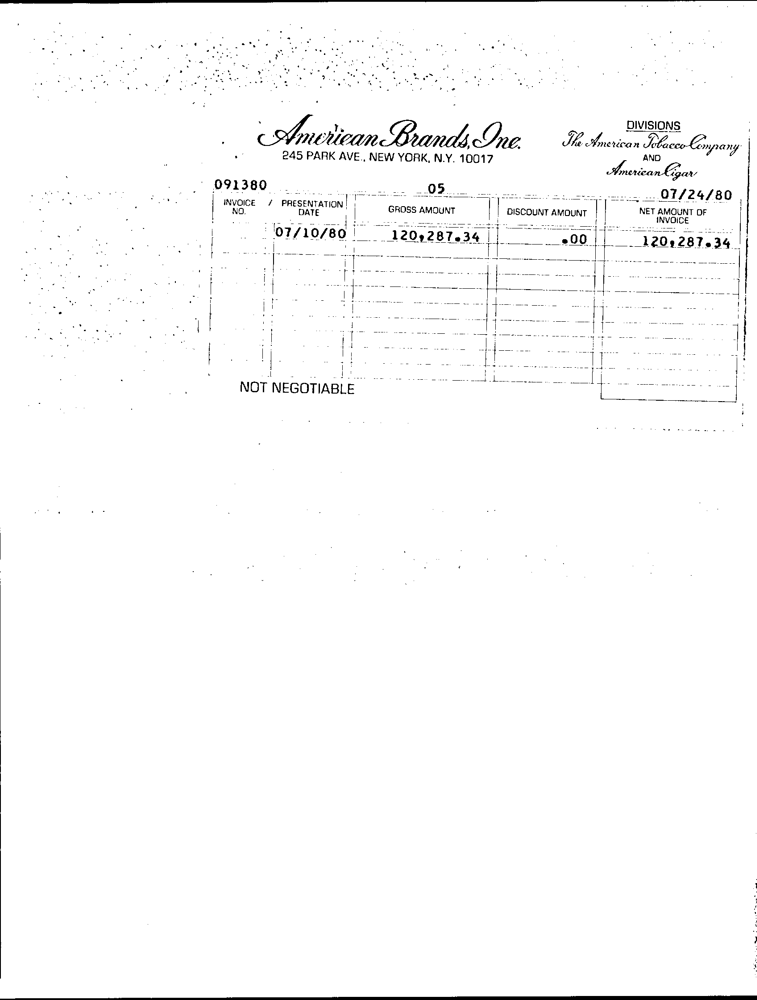 American Brands, Inc.
245 PARK AVE., NEW YORK, N.Y. 10017
DIVISIONS
The American Tobacco Company
AND
American Cigar
091380 05 07/24/80
INVOICE NO. / PRESENTATION DATE GROSS AMOUNT DISCOUNT AMOUNT NET AMOUNT OF INVOICE
07/10/80 120,287.34 .00 120,287.34
NOT NEGOTIABLE